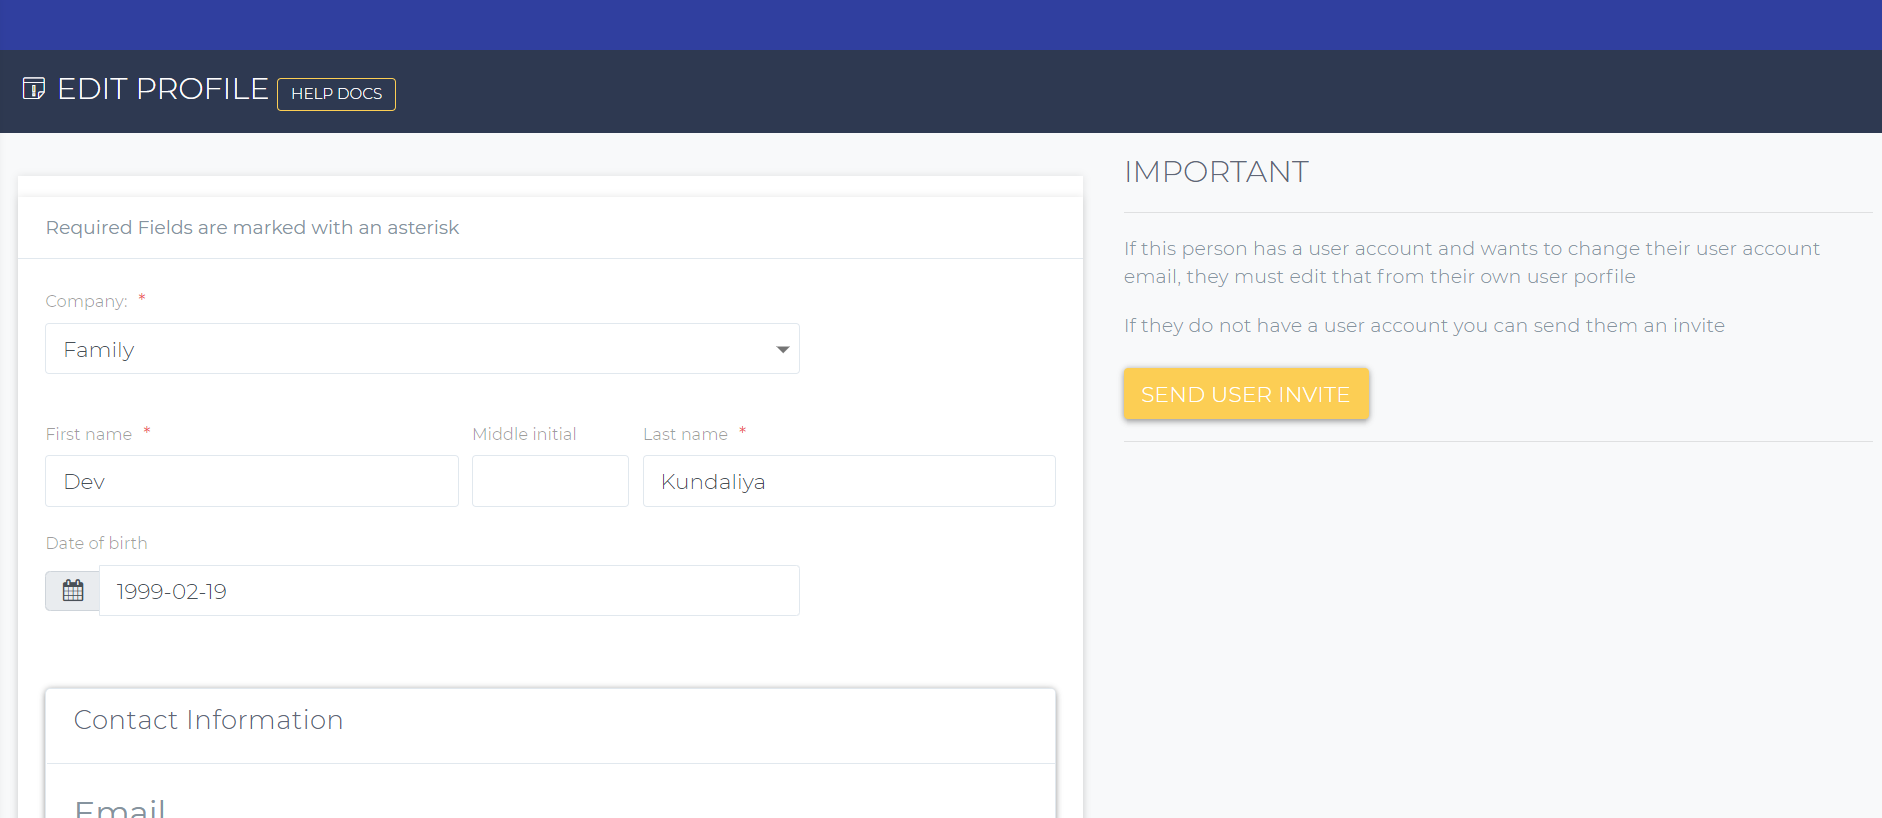 EDIT PROFILE HELP DOCS
Required Fields are marked with an asterisk
Company: *
Family
First name * Middle initial Last name *
Dev Kundaliya
Date of birth
1999-02-19
Contact Information
Email
IMPORTANT
If this person has a user account and wants to change their user account
email, they must edit that from their own user porfile
If they do not have a user account you can send them an invite
SEND USER INVITE